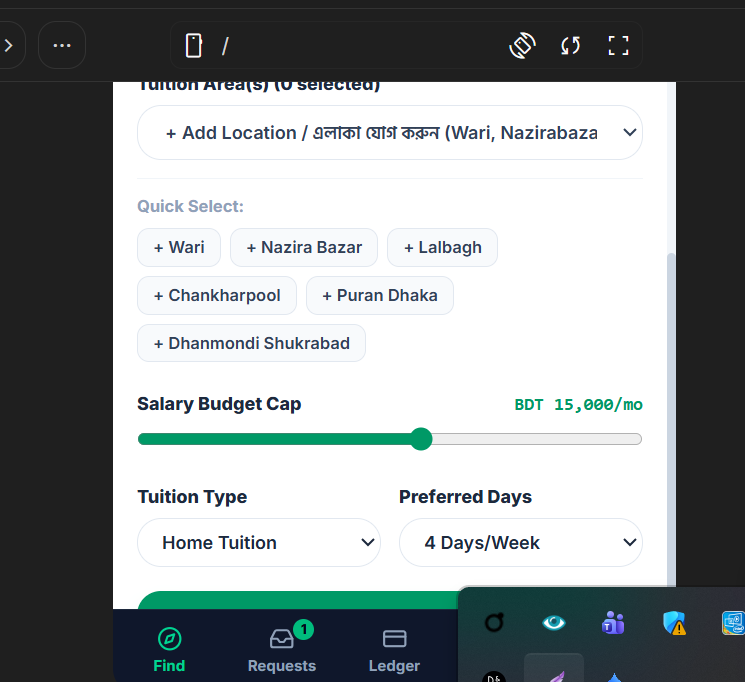 /
Tuition Area(s) (0 selected)
+ Add Location / এলাকা যোগ করুন (Wari, Nazirabaza
Quick Select:
+ Wari
+ Nazira Bazar
+ Lalbagh
+ Chankharpool
+ Puran Dhaka
+ Dhanmondi Shukrabad
Salary Budget Cap
BDT 15,000/mo
Tuition Type
Preferred Days
Home Tuition
4 Days/Week
1
Find
Requests
Ledger